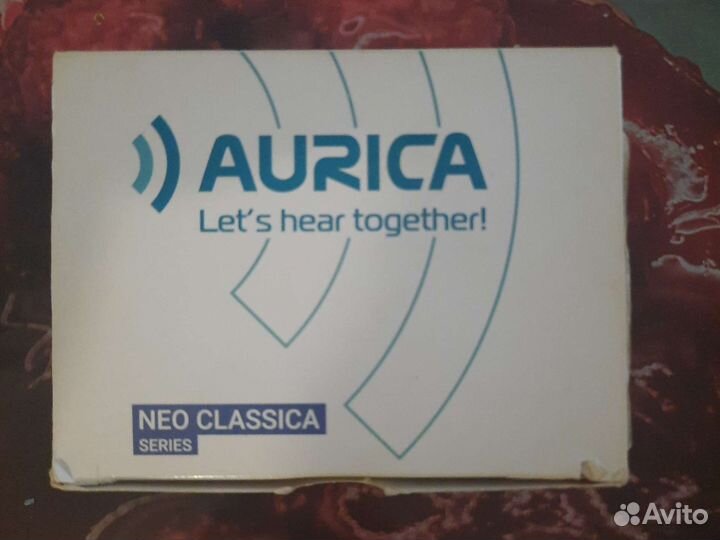 AURICA
Let's hear together!
NEO CLASSICA
SERIES
Avito